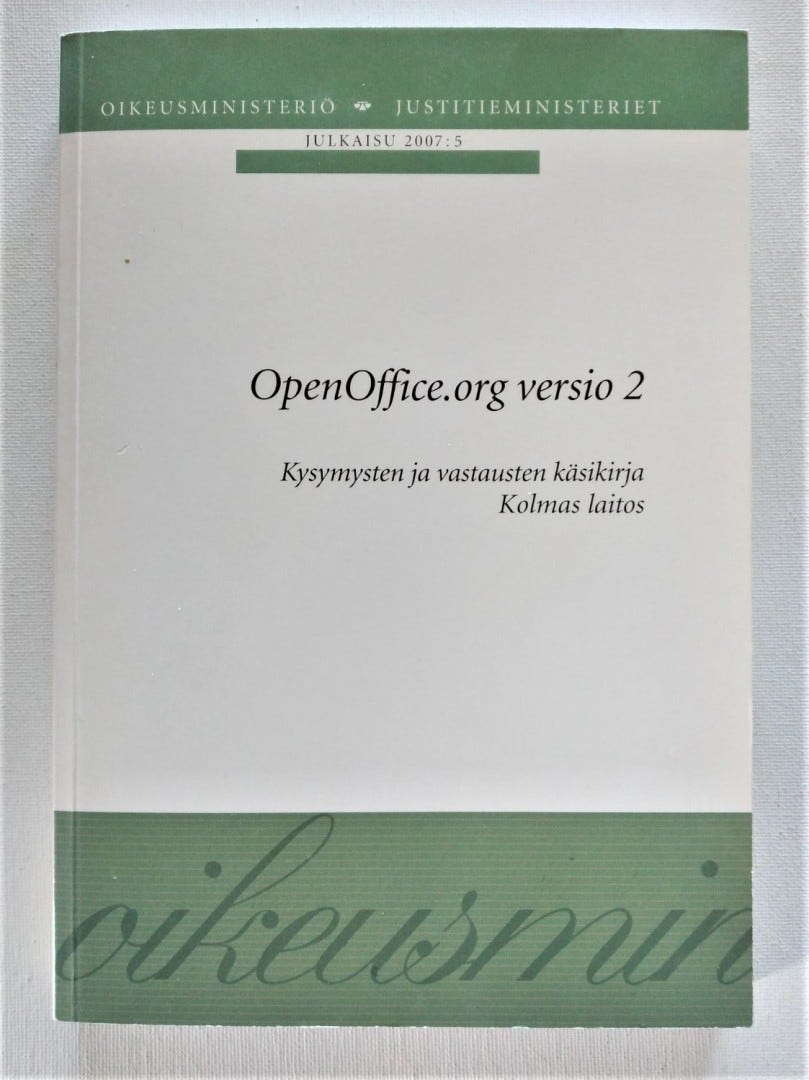 OIKEUSMINISTERIÖ JUSTITIEMINISTERIET
JULKAISU 2007:5
OpenOffice.org versio 2
Kysymysten ja vastausten käsikirja
Kolmas laitos
oikeusmin